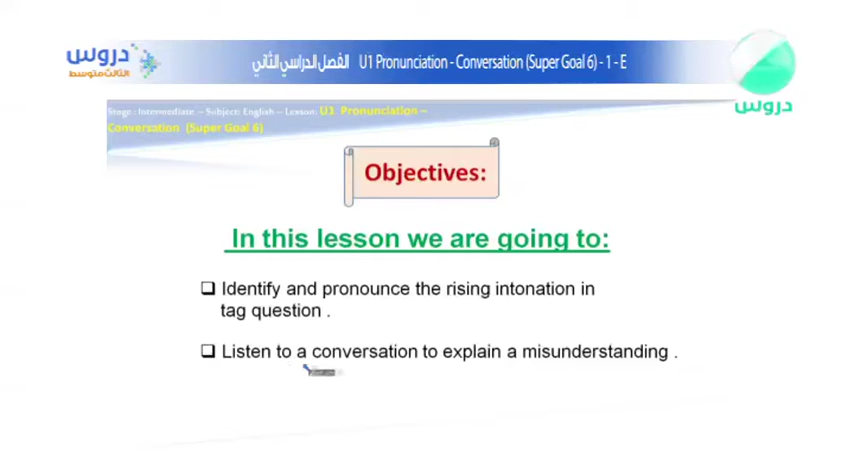 دروس
الثالث متوسط
الفصل الدراسي الثاني U1 Pronunciation - Conversation (Super Goal 6) - 1 - E
دروس
Stage : Intermediate – Subject: English – Lesson: U1 Pronunciation –
Conversation (Super Goal 6)
Objectives:
In this lesson we are going to:
❑ Identify and pronounce the rising intonation in
tag question .
❑ Listen to a conversation to explain a misunderstanding .